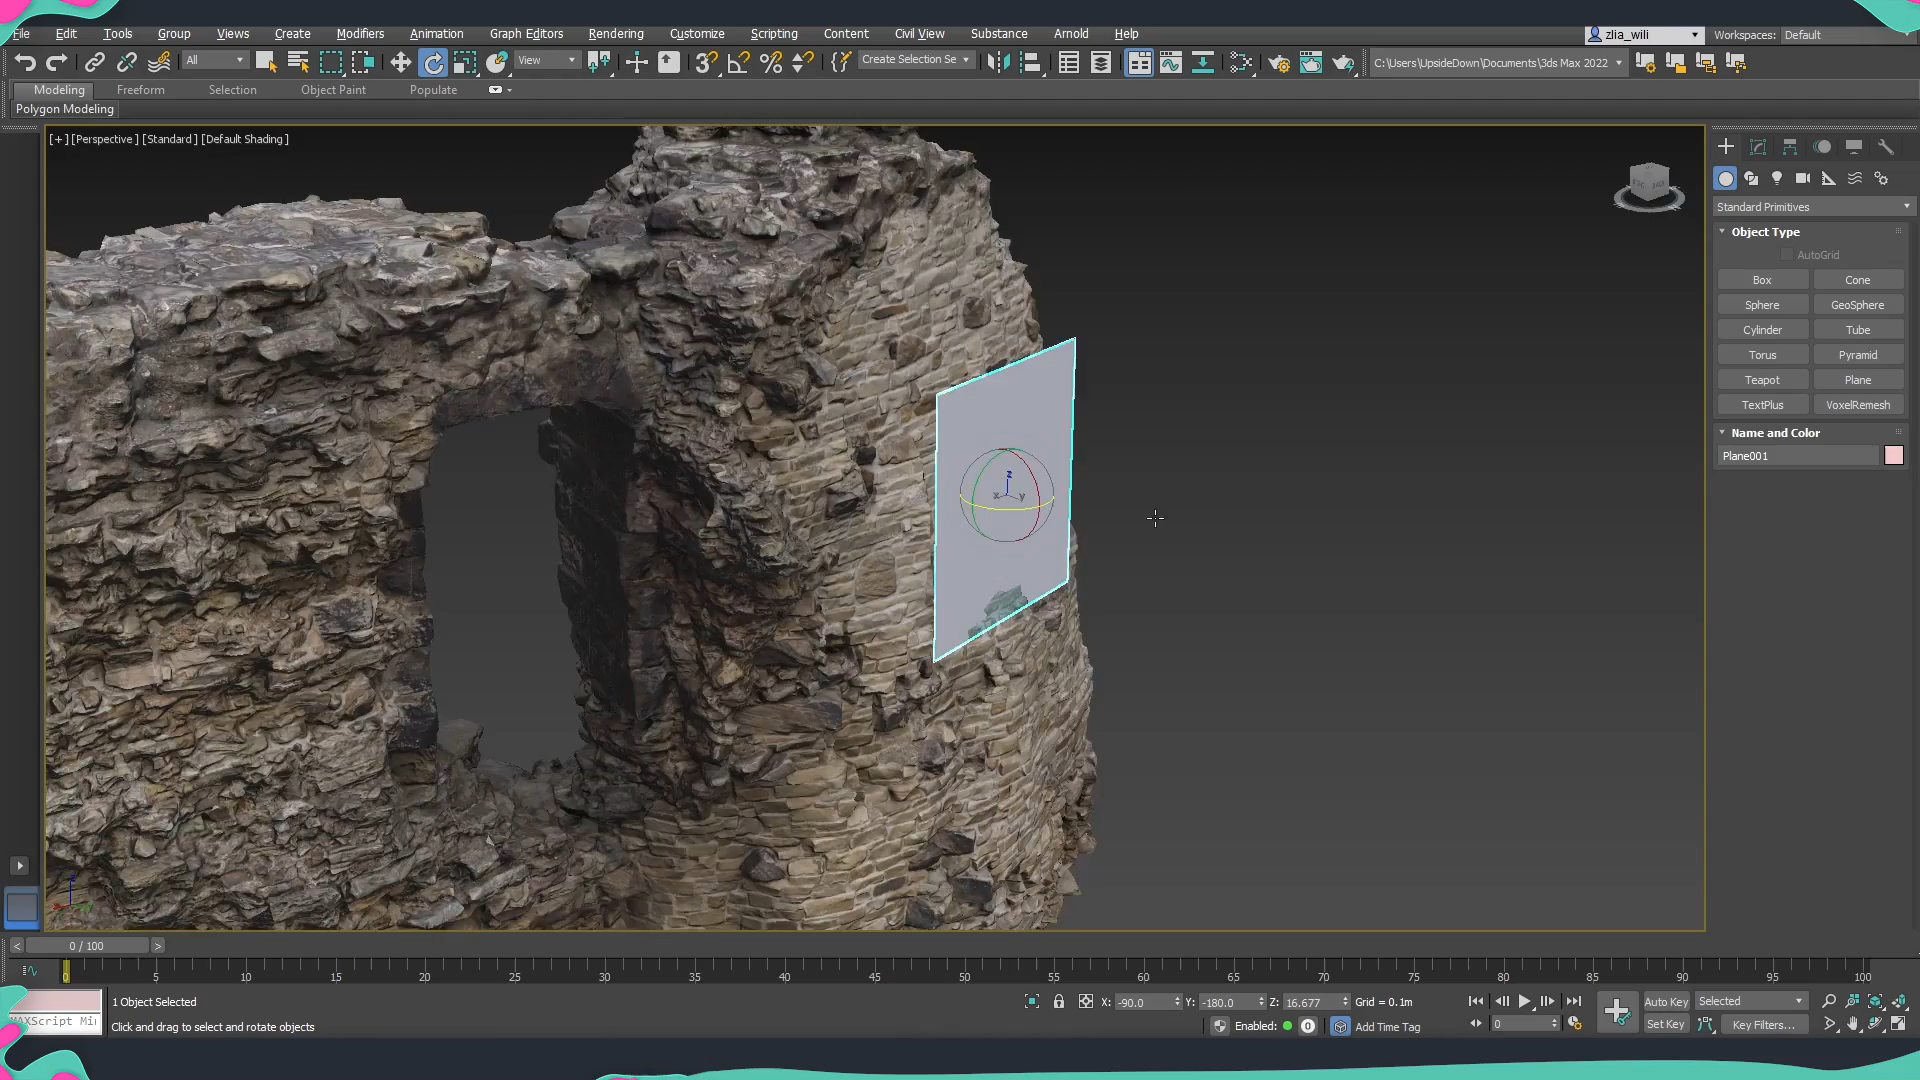 File Edit Tools Group Views Create Modifiers Animation Graph Editors Rendering Customize Scripting Content Civil View Substance Arnold Help zlia_wili Workspaces: Default
All View Create Selection Se C:\Users\UpsideDown\Documents\3ds Max 2022
Modeling Freeform Selection Object Paint Populate
Polygon Modeling
[+] [Perspective] [Standard] [Default Shading]
Standard Primitives
Object Type
AutoGrid
Box Cone
Sphere GeoSphere
Cylinder Tube
Torus Pyramid
Teapot Plane
TextPlus VoxelRemesh
Name and Color
Plane001
z
x y
z
< 0 / 100 >
0 5 10 15 20 25 30 35 40 45 50 55 60 65 70 75 80 85 90 95 100
1 Object Selected X: -90.0 Y: -180.0 Z: 16.677 Grid = 0.1m Auto Key Selected
MAXScript Mi
Click and drag to select and rotate objects Enabled: 0 Add Time Tag 0 Set Key Key Filters...